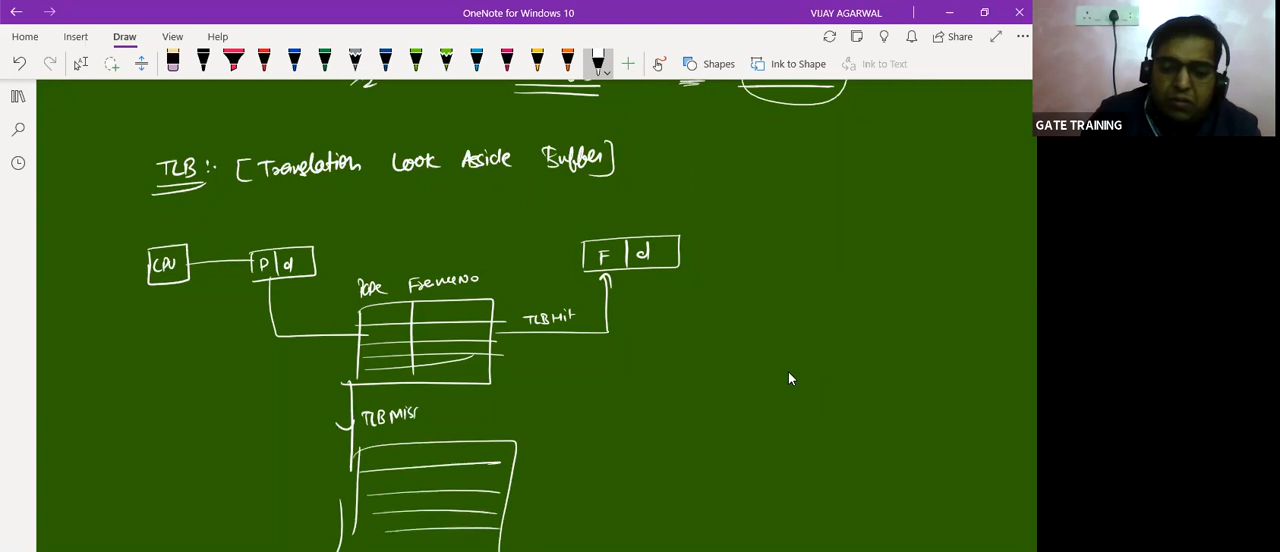 OneNote for Windows 10
VIJAY AGARWAL
Home Insert Draw View Help
Share
Shapes
Ink to Shape
Ink to Text
GATE TRAINING
TLB :- [Translation Look Asside Buffer]
CPU
P d
F d
Page Frame No
TLB Hit
TLB Miss